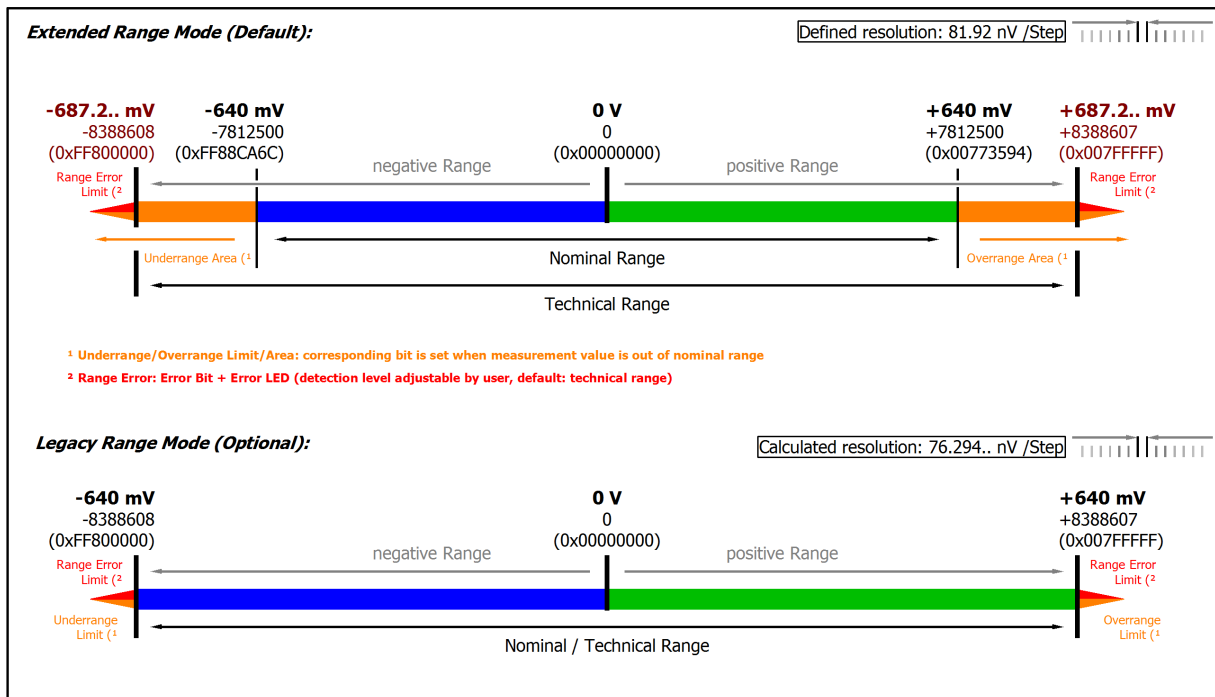 Extended Range Mode (Default):
Defined resolution: 81.92 nV /Step
-687.2.. mV
-640 mV
0 V
+640 mV
+687.2.. mV
-8388608
-7812500
0
+7812500
+8388607
(0xFF800000)
(0xFF88CA6C)
(0x00000000)
(0x00773594)
(0x007FFFFF)
negative Range
positive Range
Range Error
Limit (²
Range Error
Limit (²
Underrange Area (¹
Nominal Range
Overrange Area (¹
Technical Range
¹ Underrange/Overrange Limit/Area: corresponding bit is set when measurement value is out of nominal range
² Range Error: Error Bit + Error LED (detection level adjustable by user, default: technical range)
Legacy Range Mode (Optional):
Calculated resolution: 76.294.. nV /Step
-640 mV
0 V
+640 mV
-8388608
0
+8388607
(0xFF800000)
(0x00000000)
(0x007FFFFF)
negative Range
positive Range
Range Error
Limit (²
Range Error
Limit (²
Underrange
Limit (¹
Overrange
Limit (¹
Nominal / Technical Range